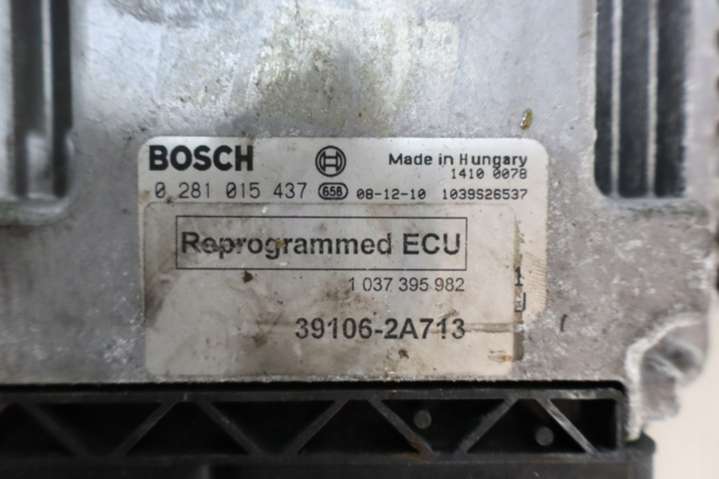 BOSCH Made in Hungary
1410 0078
0 281 015 437 658 08-12-10 1039S26537
Reprogrammed ECU
1 037 395 982
39106-2A713